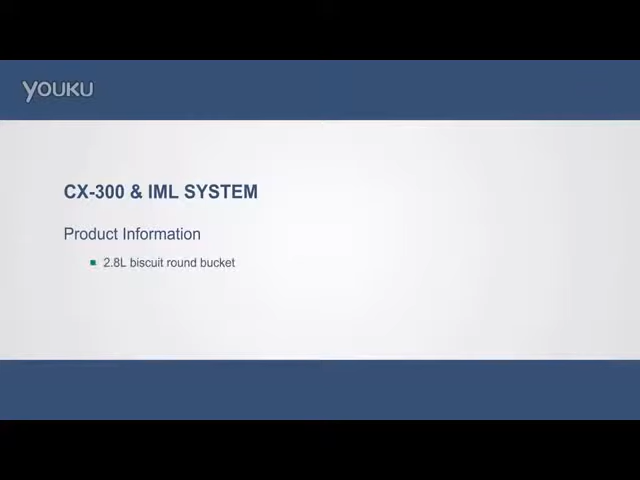 YOUKU
CX-300 & IML SYSTEM
Product Information
2.8L biscuit round bucket